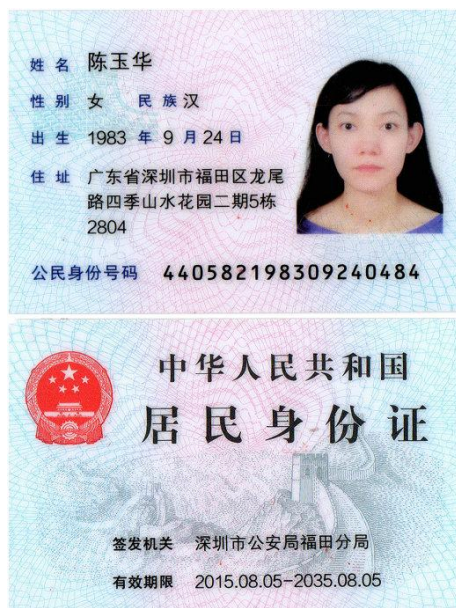 姓名 陈玉华
性别 女 民族 汉
出生 1983 年 9 月 24 日
住址 广东省深圳市福田区龙尾
路四季山水花园二期5栋
2804
公民身份号码 440582198309240484
中华人民共和国
居民身份证
签发机关 深圳市公安局福田分局
有效期限 2015.08.05-2035.08.05